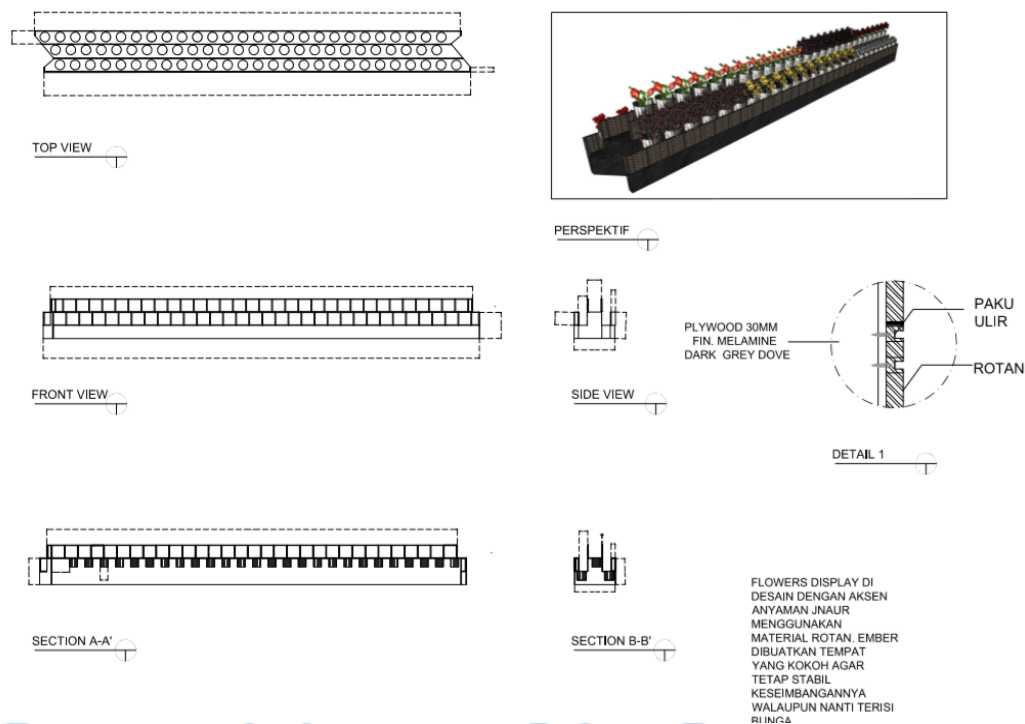 TOP VIEW
PERSPEKTIF
FRONT VIEW
SIDE VIEW
PLYWOOD 30MM
FIN. MELAMINE
DARK GREY DOVE
PAKU
ULIR
ROTAN
DETAIL 1
SECTION A-A'
SECTION B-B'
FLOWERS DISPLAY DI
DESAIN DENGAN AKSEN
ANYAMAN JNAUR
MENGGUNAKAN
MATERIAL ROTAN. EMBER
DIBUATKAN TEMPAT
YANG KOKOH AGAR
TETAP STABIL
KESEIMBANGANNYA
WALAUPUN NANTI TERISI
BUNGA